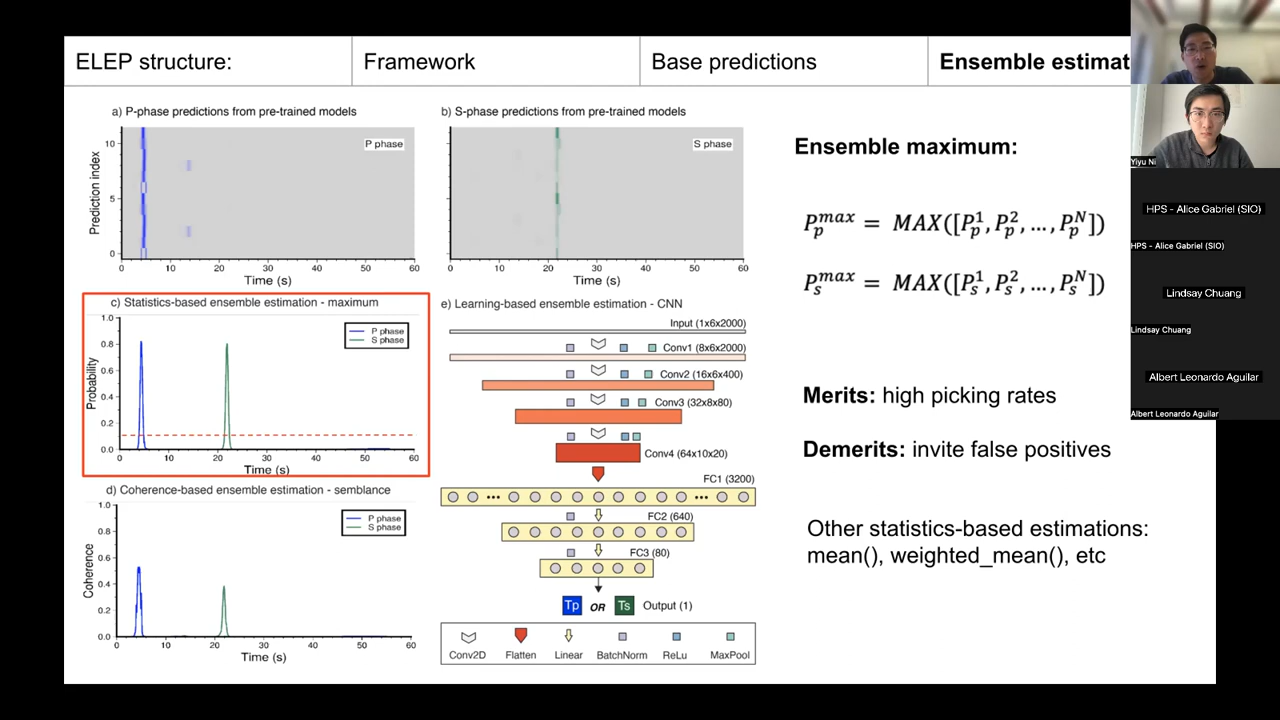 ELEP structure:
Framework
Base predictions
Ensemble estimat
a) P-phase predictions from pre-trained models
P phase
Prediction index
10
5
0
0 10 20 30 40 50 60
Time (s)
b) S-phase predictions from pre-trained models
S phase
0 10 20 30 40 50 60
Time (s)
c) Statistics-based ensemble estimation - maximum
P phase
S phase
Probability
1.0
0.8
0.6
0.4
0.2
0.0
0 10 20 30 40 50 60
Time (s)
d) Coherence-based ensemble estimation - semblance
P phase
S phase
Coherence
1.0
0.8
0.6
0.4
0.2
0.0
0 10 20 30 40 50 60
Time (s)
e) Learning-based ensemble estimation - CNN
Input (1x6x2000)
Conv1 (8x6x2000)
Conv2 (16x6x400)
Conv3 (32x8x80)
Conv4 (64x10x20)
FC1 (3200)
FC2 (640)
FC3 (80)
Tp OR Ts Output (1)
Conv2D Flatten Linear BatchNorm ReLu MaxPool
Ensemble maximum:
P_p^max = MAX([P_p^1, P_p^2, ..., P_p^N])
P_s^max = MAX([P_s^1, P_s^2, ..., P_s^N])
Merits: high picking rates
Demerits: invite false positives
Other statistics-based estimations:
mean(), weighted_mean(), etc
Yiyu Ni
HPS - Alice Gabriel (SIO)
HPS - Alice Gabriel (SIO)
Lindsay Chuang
Lindsay Chuang
Albert Leonardo Aguilar
Albert Leonardo Aguilar